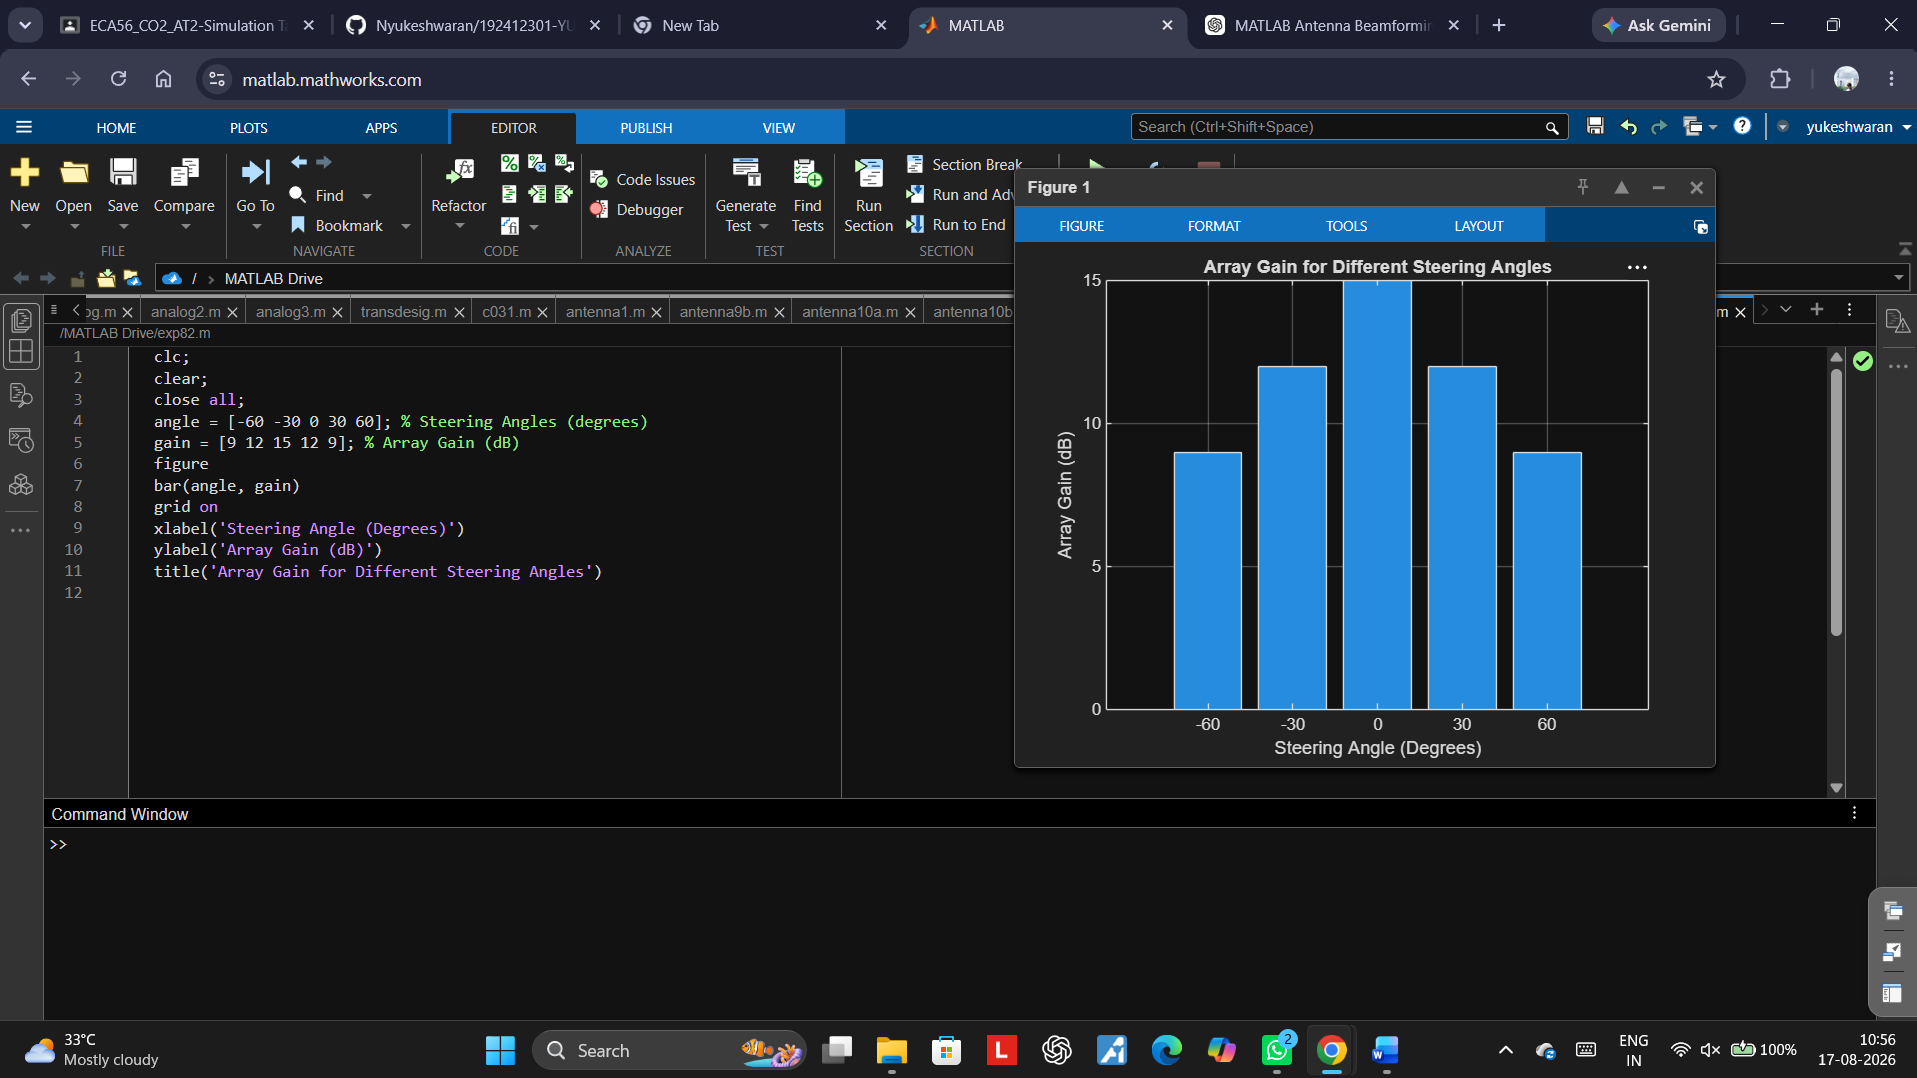 ECA56_CO2_AT2-Simulation T
Nyukeshwaran/192412301-YU
New Tab
MATLAB
MATLAB Antenna Beamformin
Ask Gemini
matlab.mathworks.com
HOME
PLOTS
APPS
EDITOR
PUBLISH
VIEW
Search (Ctrl+Shift+Space)
yukeshwaran
New
Open
Save
Compare
FILE
Go To
Find
Bookmark
NAVIGATE
Refactor
CODE
Code Issues
Debugger
ANALYZE
Generate
Test
Find
Tests
TEST
Run
Section
Section Break
Run and Adv
Run to End
SECTION
/ › MATLAB Drive
og.m
analog2.m
analog3.m
transdesig.m
c031.m
antenna1.m
antenna9b.m
antenna10a.m
antenna10b
m
/MATLAB Drive/exp82.m
1 clc;
2 clear;
3 close all;
4 angle = [-60 -30 0 30 60]; % Steering Angles (degrees)
5 gain = [9 12 15 12 9]; % Array Gain (dB)
6 figure
7 bar(angle, gain)
8 grid on
9 xlabel('Steering Angle (Degrees)')
10 ylabel('Array Gain (dB)')
11 title('Array Gain for Different Steering Angles')
12
Figure 1
FIGURE
FORMAT
TOOLS
LAYOUT
Array Gain for Different Steering Angles
15
10
5
0
Array Gain (dB)
-60
-30
0
30
60
Steering Angle (Degrees)
Command Window
>>
33°C
Mostly cloudy
Search
2
ENG
IN
100%
10:56
17-08-2026